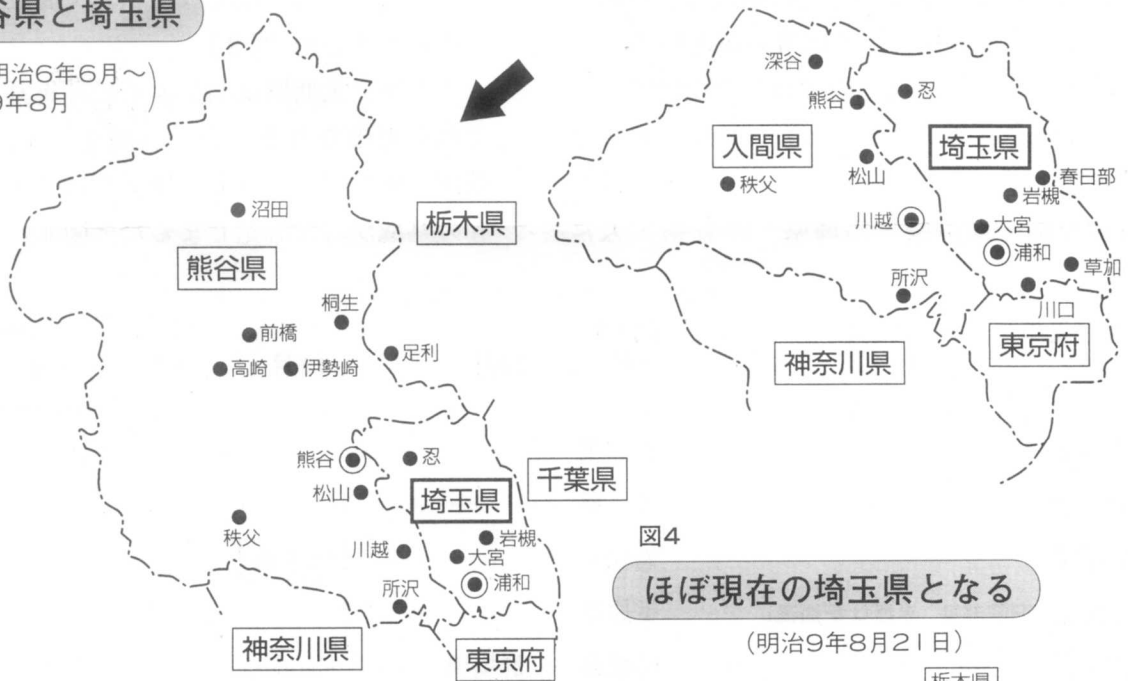 谷県と埼玉県
明治6年6月～
9年8月
沼田
栃木県
熊谷県
桐生
前橋
足利
高崎
伊勢崎
熊谷
忍
千葉県
松山
埼玉県
秩父
岩槻
川越
大宮
所沢
浦和
神奈川県
東京府
深谷
熊谷
忍
入間県
埼玉県
松山
春日部
秩父
岩槻
川越
大宮
浦和
草加
所沢
川口
東京府
神奈川県
図4
ほぼ現在の埼玉県となる
(明治9年8月21日)
栃木県